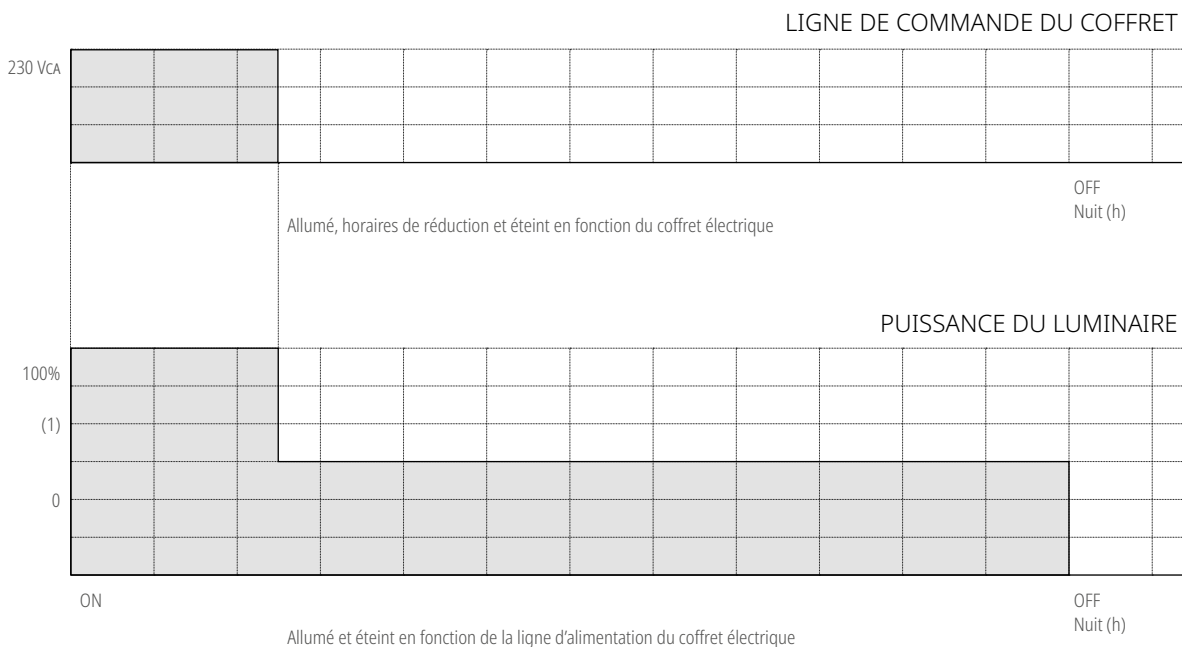 LIGNE DE COMMANDE DU COFFRET
230 VCA
OFF
Nuit (h)
Allumé, horaires de réduction et éteint en fonction du coffret électrique
PUISSANCE DU LUMINAIRE
100%
(1)
0
ON
OFF
Nuit (h)
Allumé et éteint en fonction de la ligne d’alimentation du coffret électrique